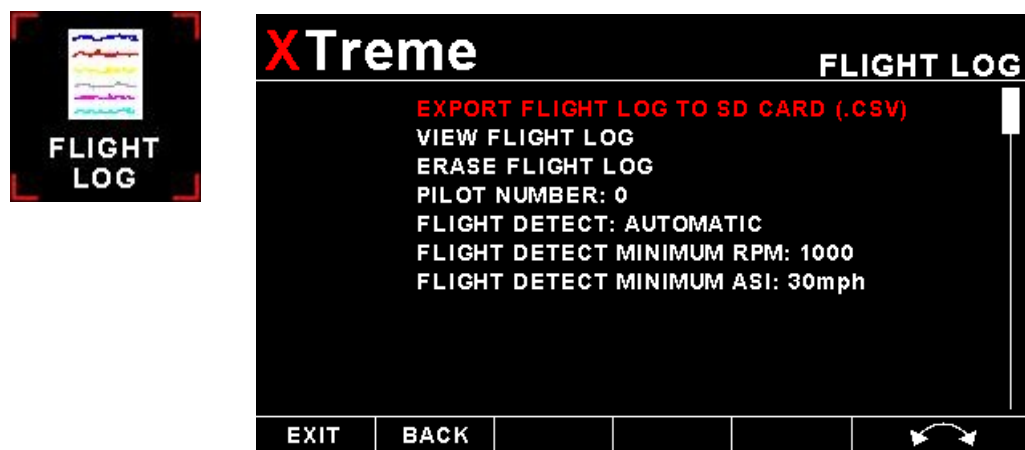 FLIGHT
LOG
XTreme
FLIGHT LOG
EXPORT FLIGHT LOG TO SD CARD (.CSV)
VIEW FLIGHT LOG
ERASE FLIGHT LOG
PILOT NUMBER: 0
FLIGHT DETECT: AUTOMATIC
FLIGHT DETECT MINIMUM RPM: 1000
FLIGHT DETECT MINIMUM ASI: 30mph
EXIT BACK